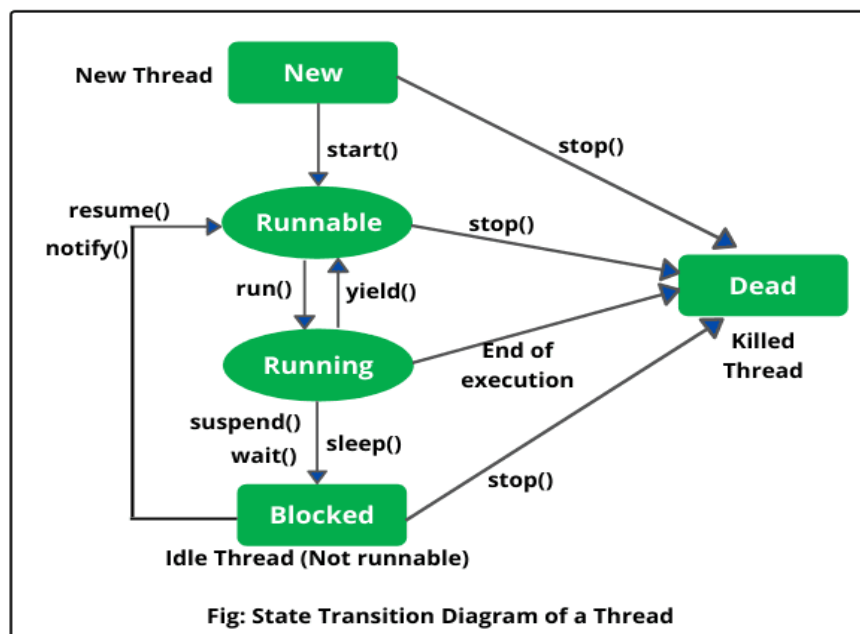 New Thread
New
start()
stop()
resume()
notify()
Runnable
stop()
run()
yield()
Dead
Killed
Thread
Running
End of
execution
suspend()
wait()
sleep()
stop()
Blocked
Idle Thread (Not runnable)
Fig: State Transition Diagram of a Thread